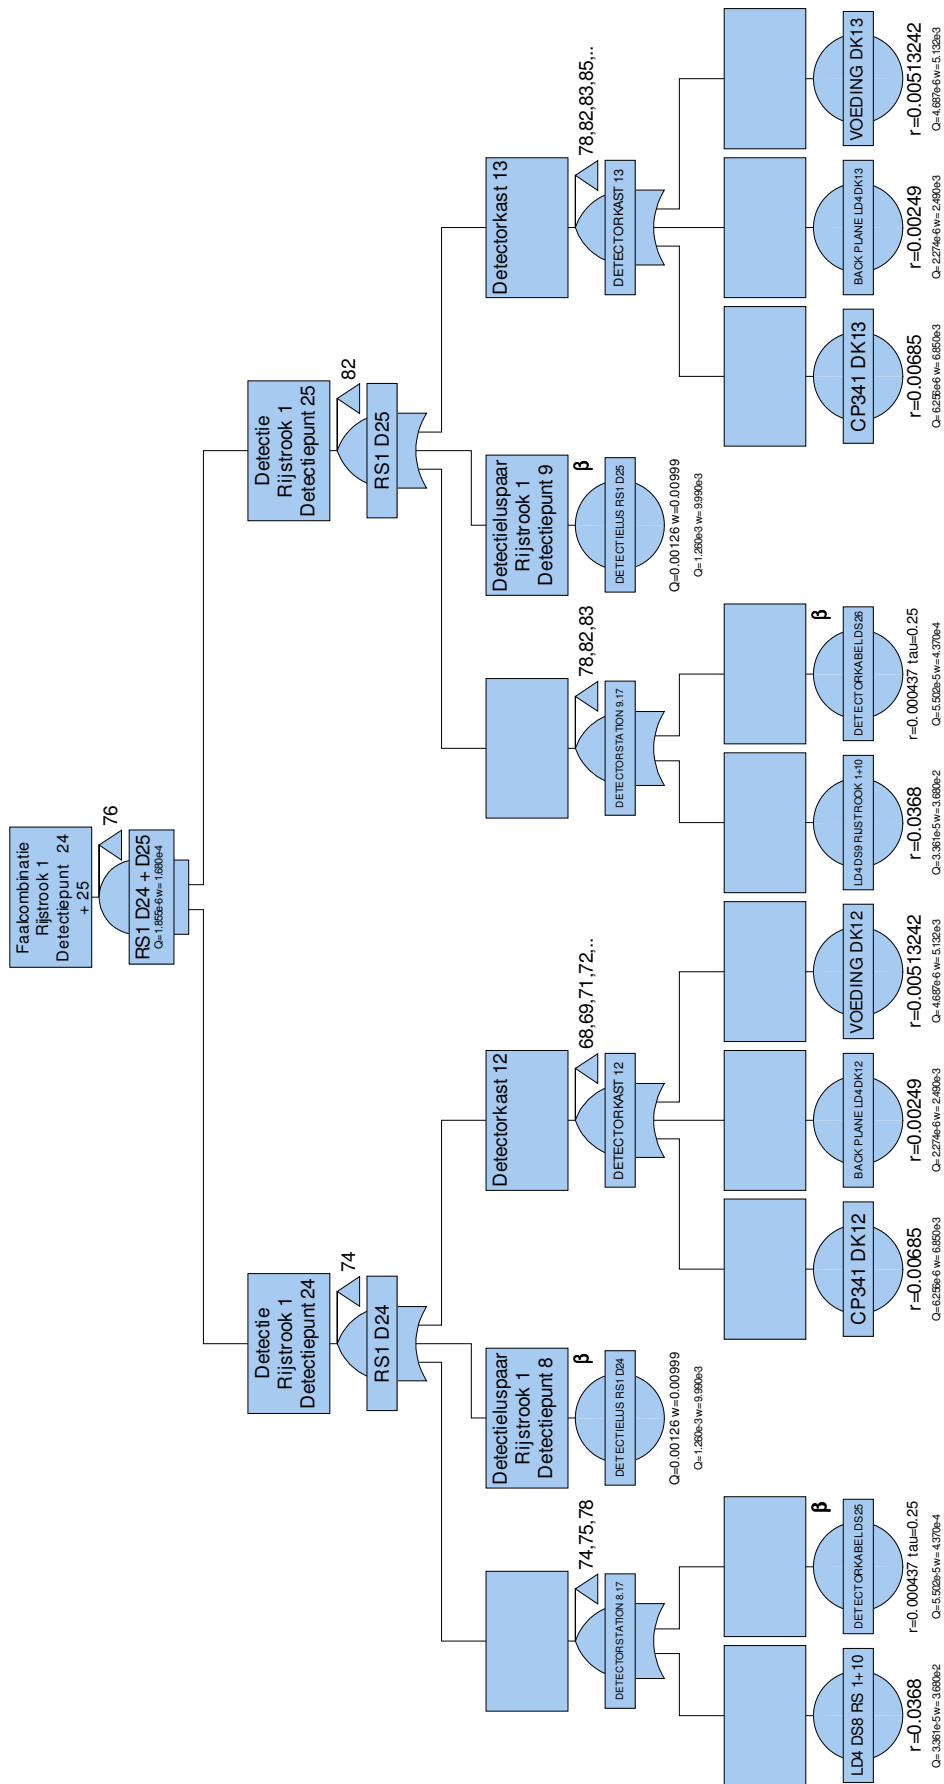 Faalcombinatie
Rijstrook 1
Detectiepunt 24
+ 25
76
RS1 D24 + D25
Q=1.855e-6 w=1.680e-4
Detectie
Rijstrook 1
Detectiepunt 24
74
RS1 D24
Detectie
Rijstrook 1
Detectiepunt 25
82
RS1 D25
74,75,78
DETECTORSTATION 8.17
Detectieluspaar
Rijstrook 1
Detectiepunt 8
β
DETECTIELUS RS1 D24
Q=0.00126 w=0.00999
Q=1.260e-3 w=9.990e-3
Detectorkast 12
68,69,71,72,..
DETECTORKAST 12
78,82,83
DETECTORSTATION 9.17
Detectieluspaar
Rijstrook 1
Detectiepunt 9
β
DETECTIELUS RS1 D25
Q=0.00126 w=0.00999
Q=1.260e-3 w=9.990e-3
Detectorkast 13
78,82,83,85,..
DETECTORKAST 13
LD4 DS8 RS 1+10
r=0.0368
Q=3.361e-5 w=3.680e-2
β
DETECTORKABEL DS25
r=0.000437 tau=0.25
Q=5.502e-5 w=4.370e-4
CP341 DK12
r=0.00685
Q=6.256e-6 w=6.850e-3
BACK PLANE LD4 DK12
r=0.00249
Q=2.274e-6 w=2.490e-3
VOEDING DK12
r=0.00513242
Q=4.687e-6 w=5.132e-3
LD4 DS9 RIJSTROOK 1+10
r=0.0368
Q=3.361e-5 w=3.680e-2
β
DETECTORKABEL DS26
r=0.000437 tau=0.25
Q=5.502e-5 w=4.370e-4
CP341 DK13
r=0.00685
Q=6.256e-6 w=6.850e-3
BACK PLANE LD4 DK13
r=0.00249
Q=2.274e-6 w=2.490e-3
VOEDING DK13
r=0.00513242
Q=4.687e-6 w=5.132e-3